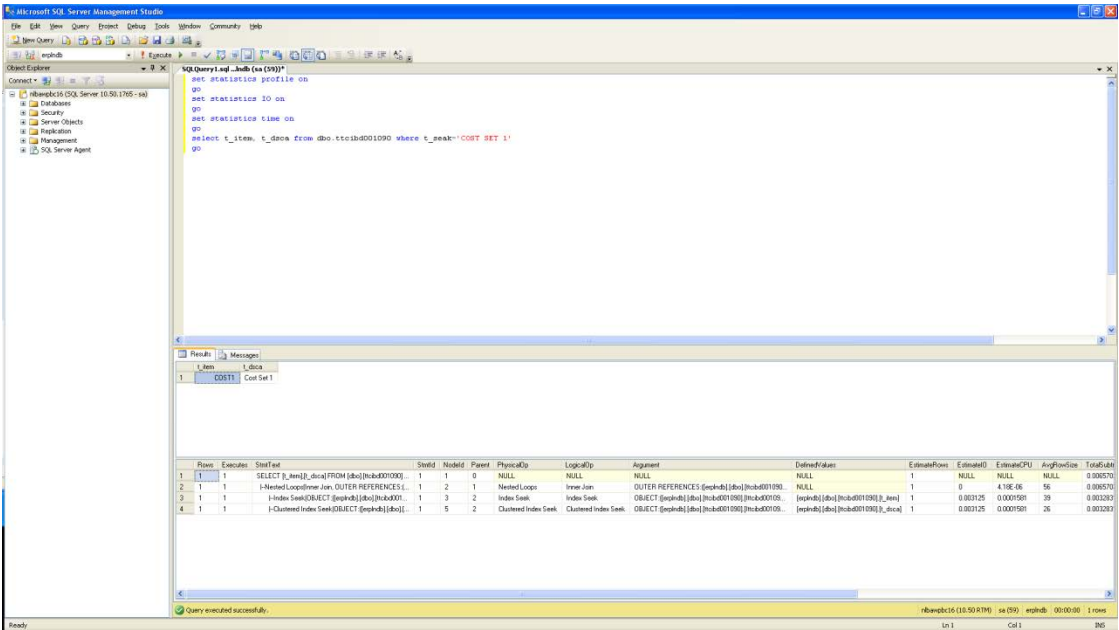 Microsoft SQL Server Management Studio
File Edit View Query Project Debug Tools Window Community Help
New Query
erplndb Execute
Object Explorer
Connect
nlbawpbc16 (SQL Server 10.50.1765 - sa)
Databases
Security
Server Objects
Replication
Management
SQL Server Agent
SQLQuery1.sql ...lndb (sa (59))*
set statistics profile on
go
set statistics IO on
go
set statistics time on
go
select t_item, t_dsca from dbo.ttcibd001090 where t_seak='COST SET 1'
go
Results Messages
t_item t_dsca
1 COST1 Cost Set 1
Rows Executes StmtText StmtId NodeId Parent PhysicalOp LogicalOp Argument DefinedValues EstimateRows EstimateIO EstimateCPU AvgRowSize TotalSubtr
1 1 1 SELECT [t_item],[t_dsca] FROM [dbo].[ttcibd001090]... 1 1 0 NULL NULL NULL NULL 1 NULL NULL NULL 0.006570
2 1 1 |--Nested Loops(Inner Join, OUTER REFERENCES:(... 1 2 1 Nested Loops Inner Join OUTER REFERENCES:([erplndb].[dbo].[ttcibd001090... NULL 1 0 4.18E-06 56 0.006570
3 1 1 |--Index Seek(OBJECT:([erplndb].[dbo].[ttcibd001... 1 3 2 Index Seek Index Seek OBJECT:([erplndb].[dbo].[ttcibd001090].[ttcibd00109... [erplndb].[dbo].[ttcibd001090].[t_item] 1 0.003125 0.0001581 39 0.003283
4 1 1 |--Clustered Index Seek(OBJECT:([erplndb].[dbo].[... 1 5 2 Clustered Index Seek Clustered Index Seek OBJECT:([erplndb].[dbo].[ttcibd001090].[ttcibd00109... [erplndb].[dbo].[ttcibd001090].[t_dsca] 1 0.003125 0.0001581 26 0.003283
Query executed successfully. nlbawpbc16 (10.50 RTM) sa (59) erplndb 00:00:00 1 rows
Ready Ln 1 Col 1 INS